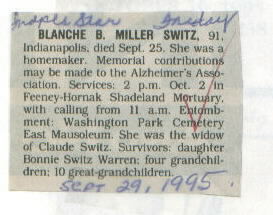 Indpls Star Friday
BLANCHE B. MILLER SWITZ, 91,
Indianapolis, died Sept. 25. She was a
homemaker. Memorial contributions
may be made to the Alzheimer's Asso-
ciation. Services: 2 p.m. Oct. 2 in
Feeney-Hornak Shadeland Mortuary,
with calling from 11 a.m. Entomb-
ment: Washington Park Cemetery
East Mausoleum. She was the widow
of Claude Switz. Survivors: daughter
Bonnie Switz Warren; four grandchil-
dren; 10 great-grandchildren.
Sept 29, 1995.